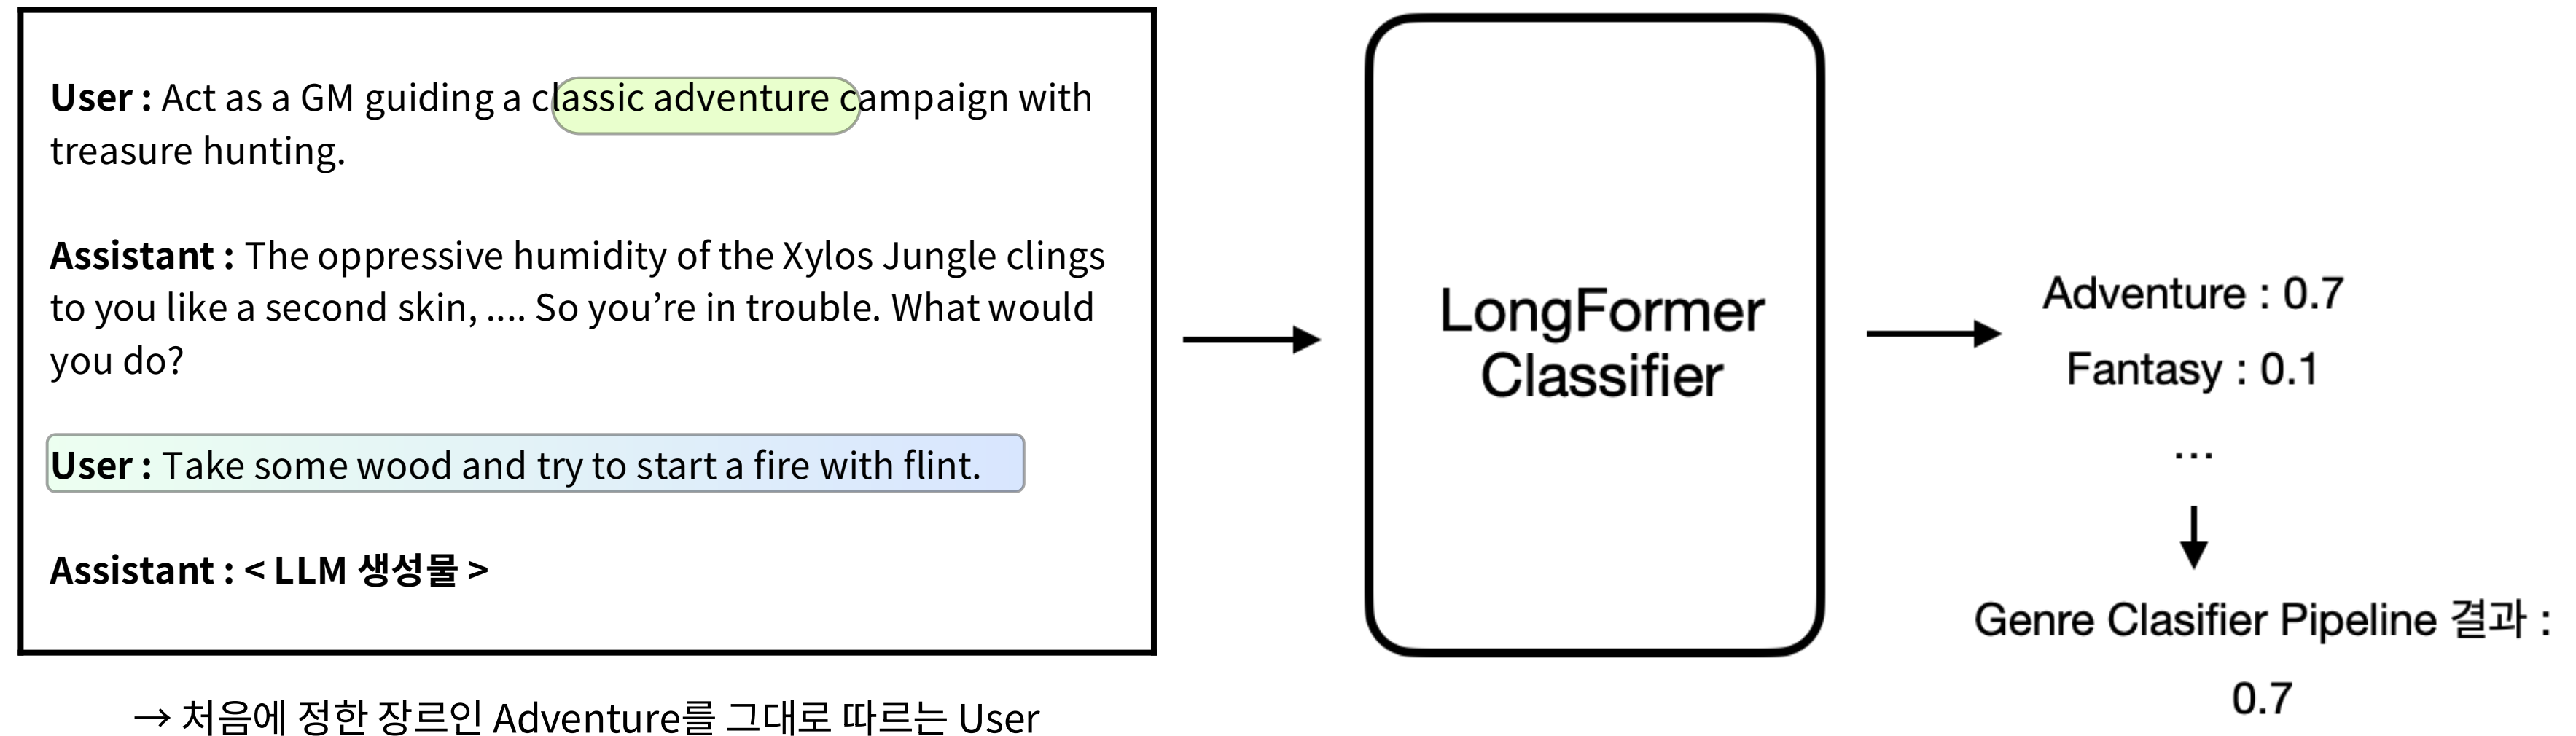 User : Act as a GM guiding a classic adventure campaign with
treasure hunting.
Assistant : The oppressive humidity of the Xylos Jungle clings
to you like a second skin, .... So you’re in trouble. What would
you do?
User : Take some wood and try to start a fire with flint.
Assistant : < LLM 생성물 >
→ 처음에 정한 장르인 Adventure를 그대로 따르는 User
LongFormer
Classifier
Adventure : 0.7
Fantasy : 0.1
...
Genre Clasifier Pipeline 결과 :
0.7